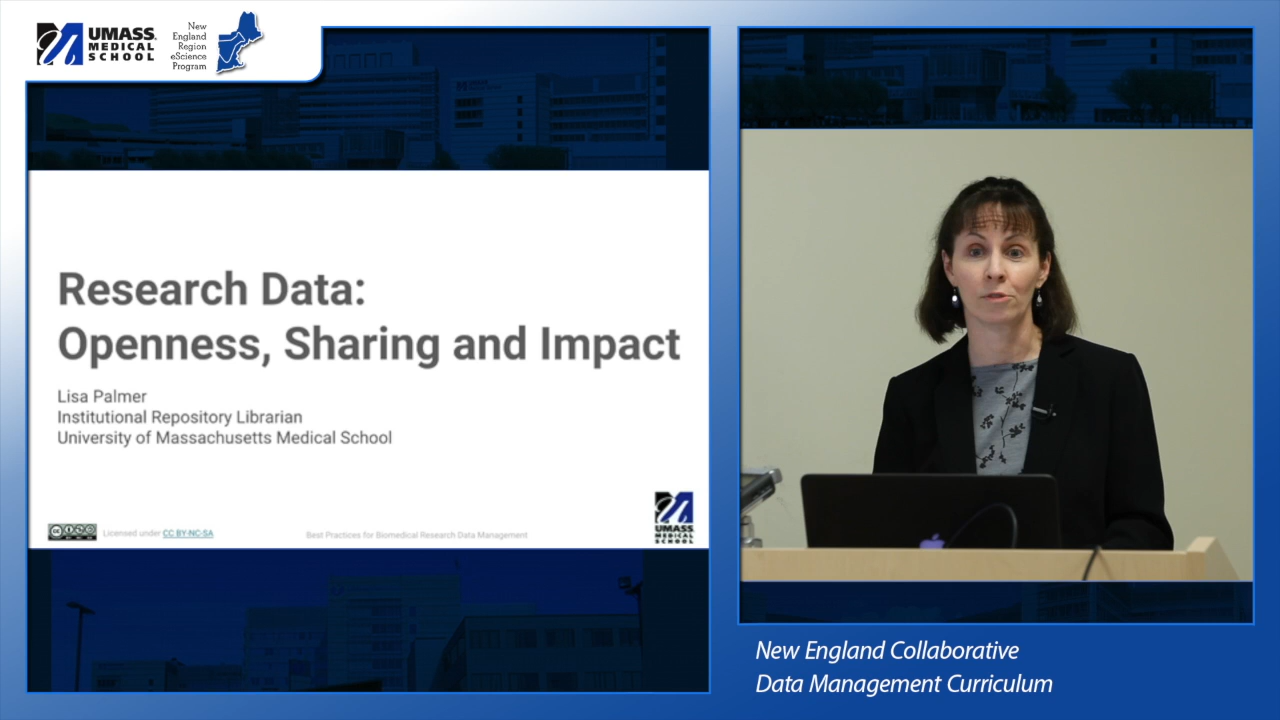 UMASS
MEDICAL
SCHOOL
New
England
Region
eScience
Program
Research Data:
Openness, Sharing and Impact
Lisa Palmer
Institutional Repository Librarian
University of Massachusetts Medical School
Licensed under CC BY-NC-SA
Best Practices for Biomedical Research Data Management
UMASS
MEDICAL
SCHOOL
New England Collaborative
Data Management Curriculum